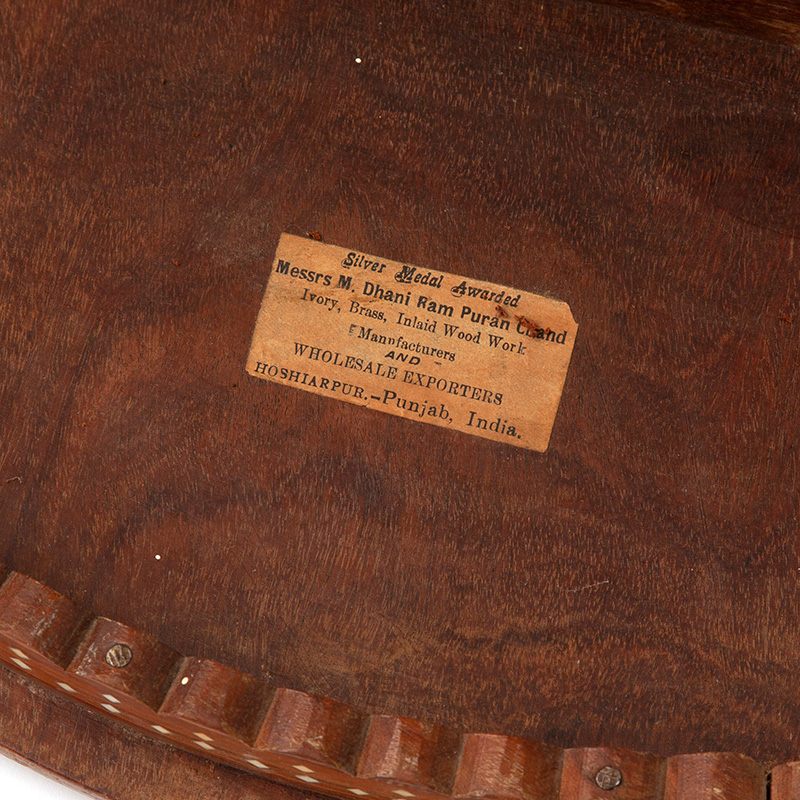 Silver Medal Awarded
Messrs M. Dhani Ram Puran Chand
Ivory, Brass, Inlaid Wood Work
Manufacturers
AND
WHOLESALE EXPORTERS
HOSHIARPUR.-Punjab, India.